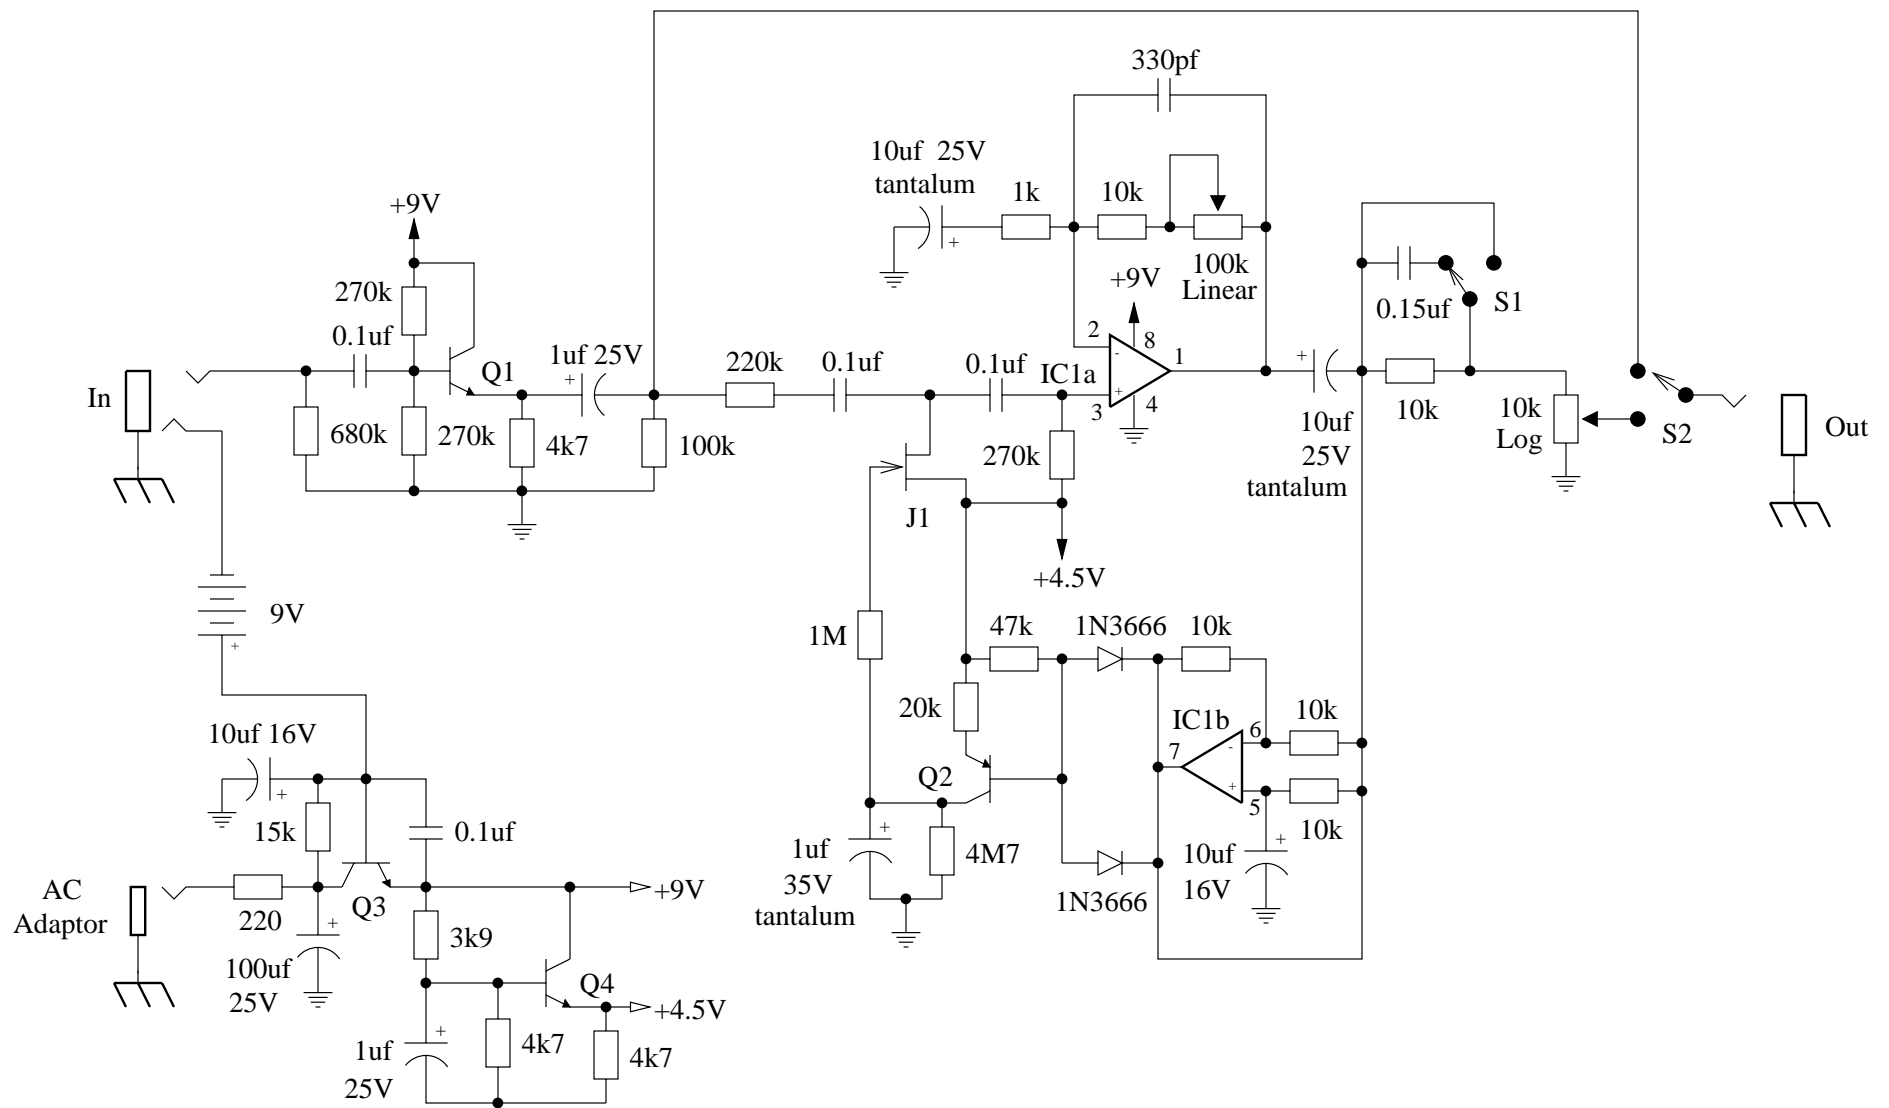 330pf
10uf 25V
tantalum
1k
10k
100k
Linear
+9V
270k
0.1uf
Q1
1uf 25V
+
220k
0.1uf
0.1uf
IC1a
+9V
2
-
8
1
3
+
4
+
+
0.15uf
S1
10k
10uf
25V
tantalum
10k
Log
S2
Out
In
680k
270k
4k7
100k
270k
J1
+4.5V
9V
+
1M
47k
1N3666
10k
20k
IC1b
6
-
7
+
5
10k
10k
Q2
+
1uf
35V
tantalum
4M7
1N3666
10uf
16V
+
10uf 16V
+
15k
0.1uf
AC
Adaptor
220
Q3
+9V
+
100uf
25V
3k9
Q4
+4.5V
+
1uf
25V
4k7
4k7